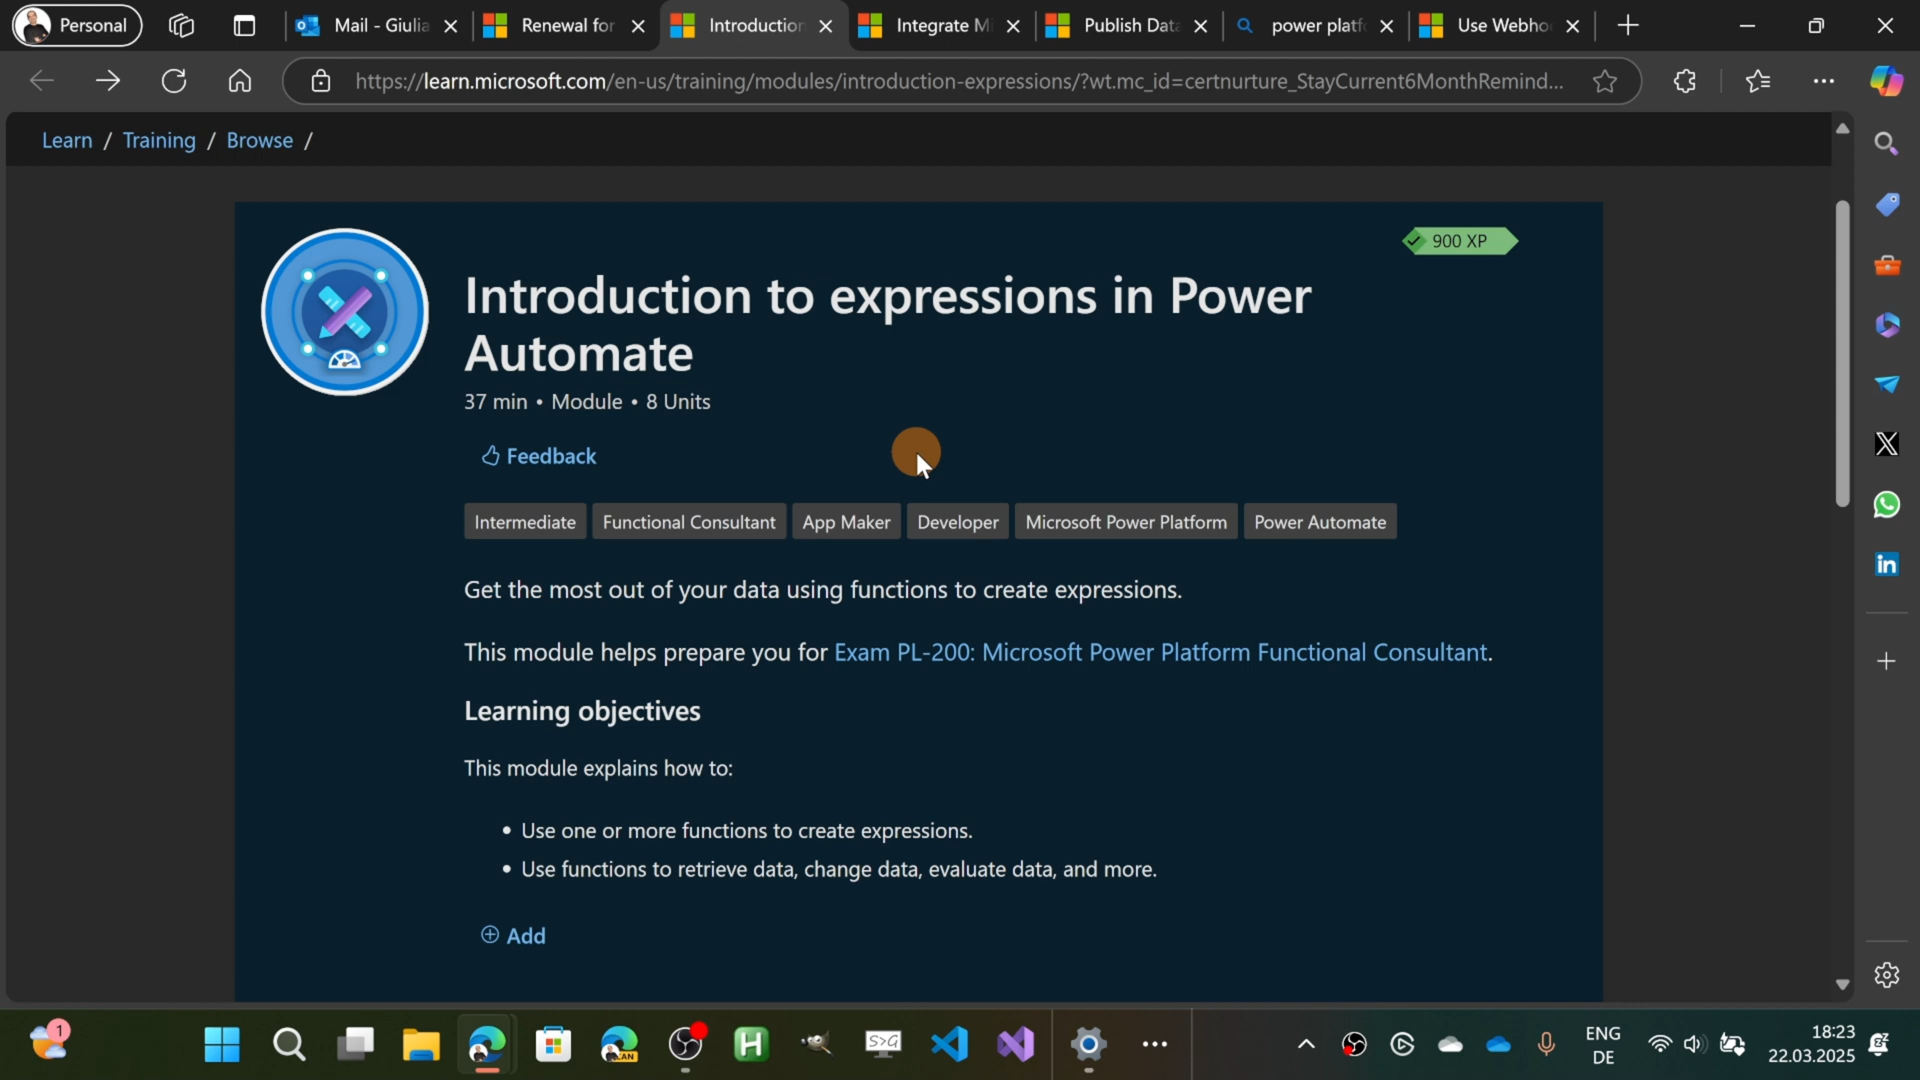 Personal
Mail - Giulia
Renewal for
Introduction
Integrate Mi
Publish Data
power platf
Use Webho
https://learn.microsoft.com/en-us/training/modules/introduction-expressions/?wt.mc_id=certnurture_StayCurrent6MonthRemind...
Learn / Training / Browse /
900 XP
Introduction to expressions in Power
Automate
37 min • Module • 8 Units
Feedback
Intermediate
Functional Consultant
App Maker
Developer
Microsoft Power Platform
Power Automate
Get the most out of your data using functions to create expressions.
This module helps prepare you for Exam PL-200: Microsoft Power Platform Functional Consultant.
Learning objectives
This module explains how to:
• Use one or more functions to create expressions.
• Use functions to retrieve data, change data, evaluate data, and more.
Add
1
CAN
H
S>G
ENG
DE
18:23
22.03.2025